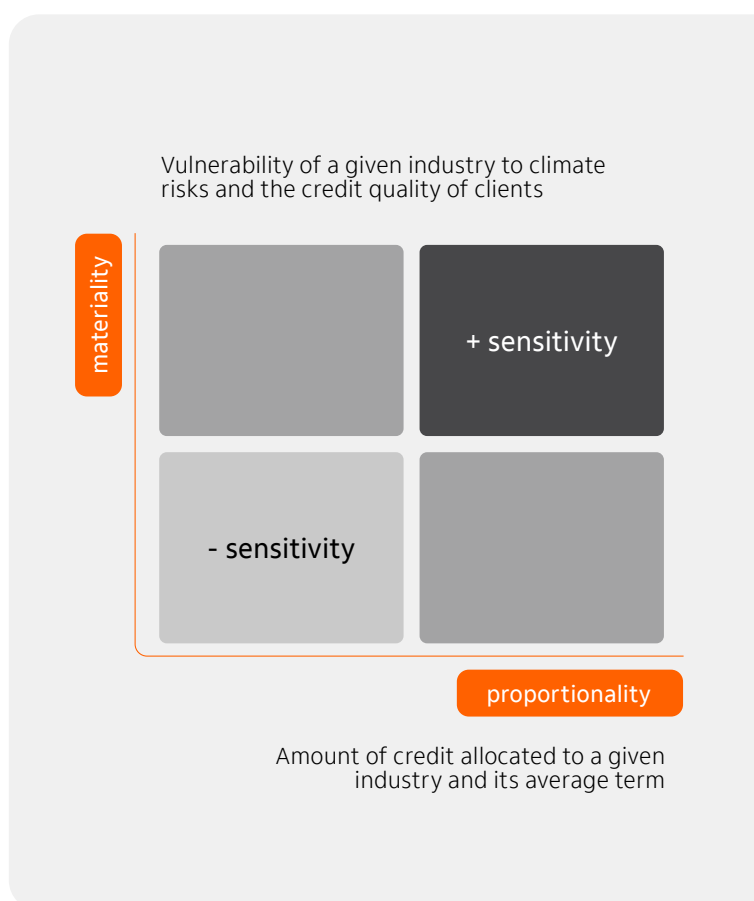 Vulnerability of a given industry to climate
risks and the credit quality of clients
materiality
+ sensitivity
- sensitivity
proportionality
Amount of credit allocated to a given
industry and its average term